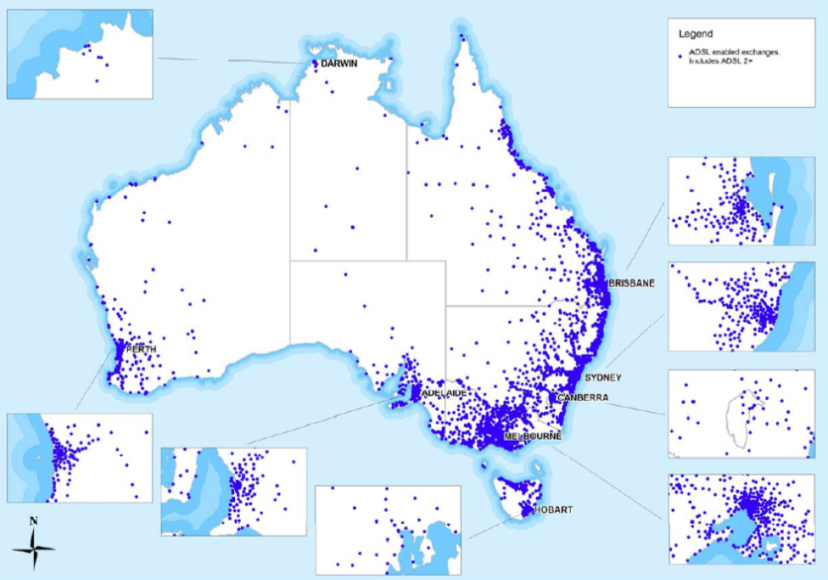 Legend
ADSL enabled exchanges.
Includes ADSL 2+
DARWIN
BRISBANE
PERTH
SYDNEY
ADELAIDE
CANBERRA
MELBOURNE
HOBART
N